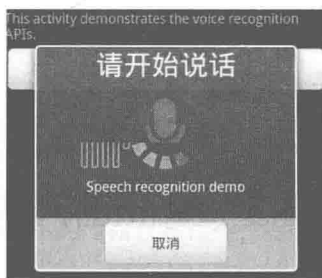 This activity demonstrates the voice recognition
APIs.
请开始说话
Speech recognition demo
取消